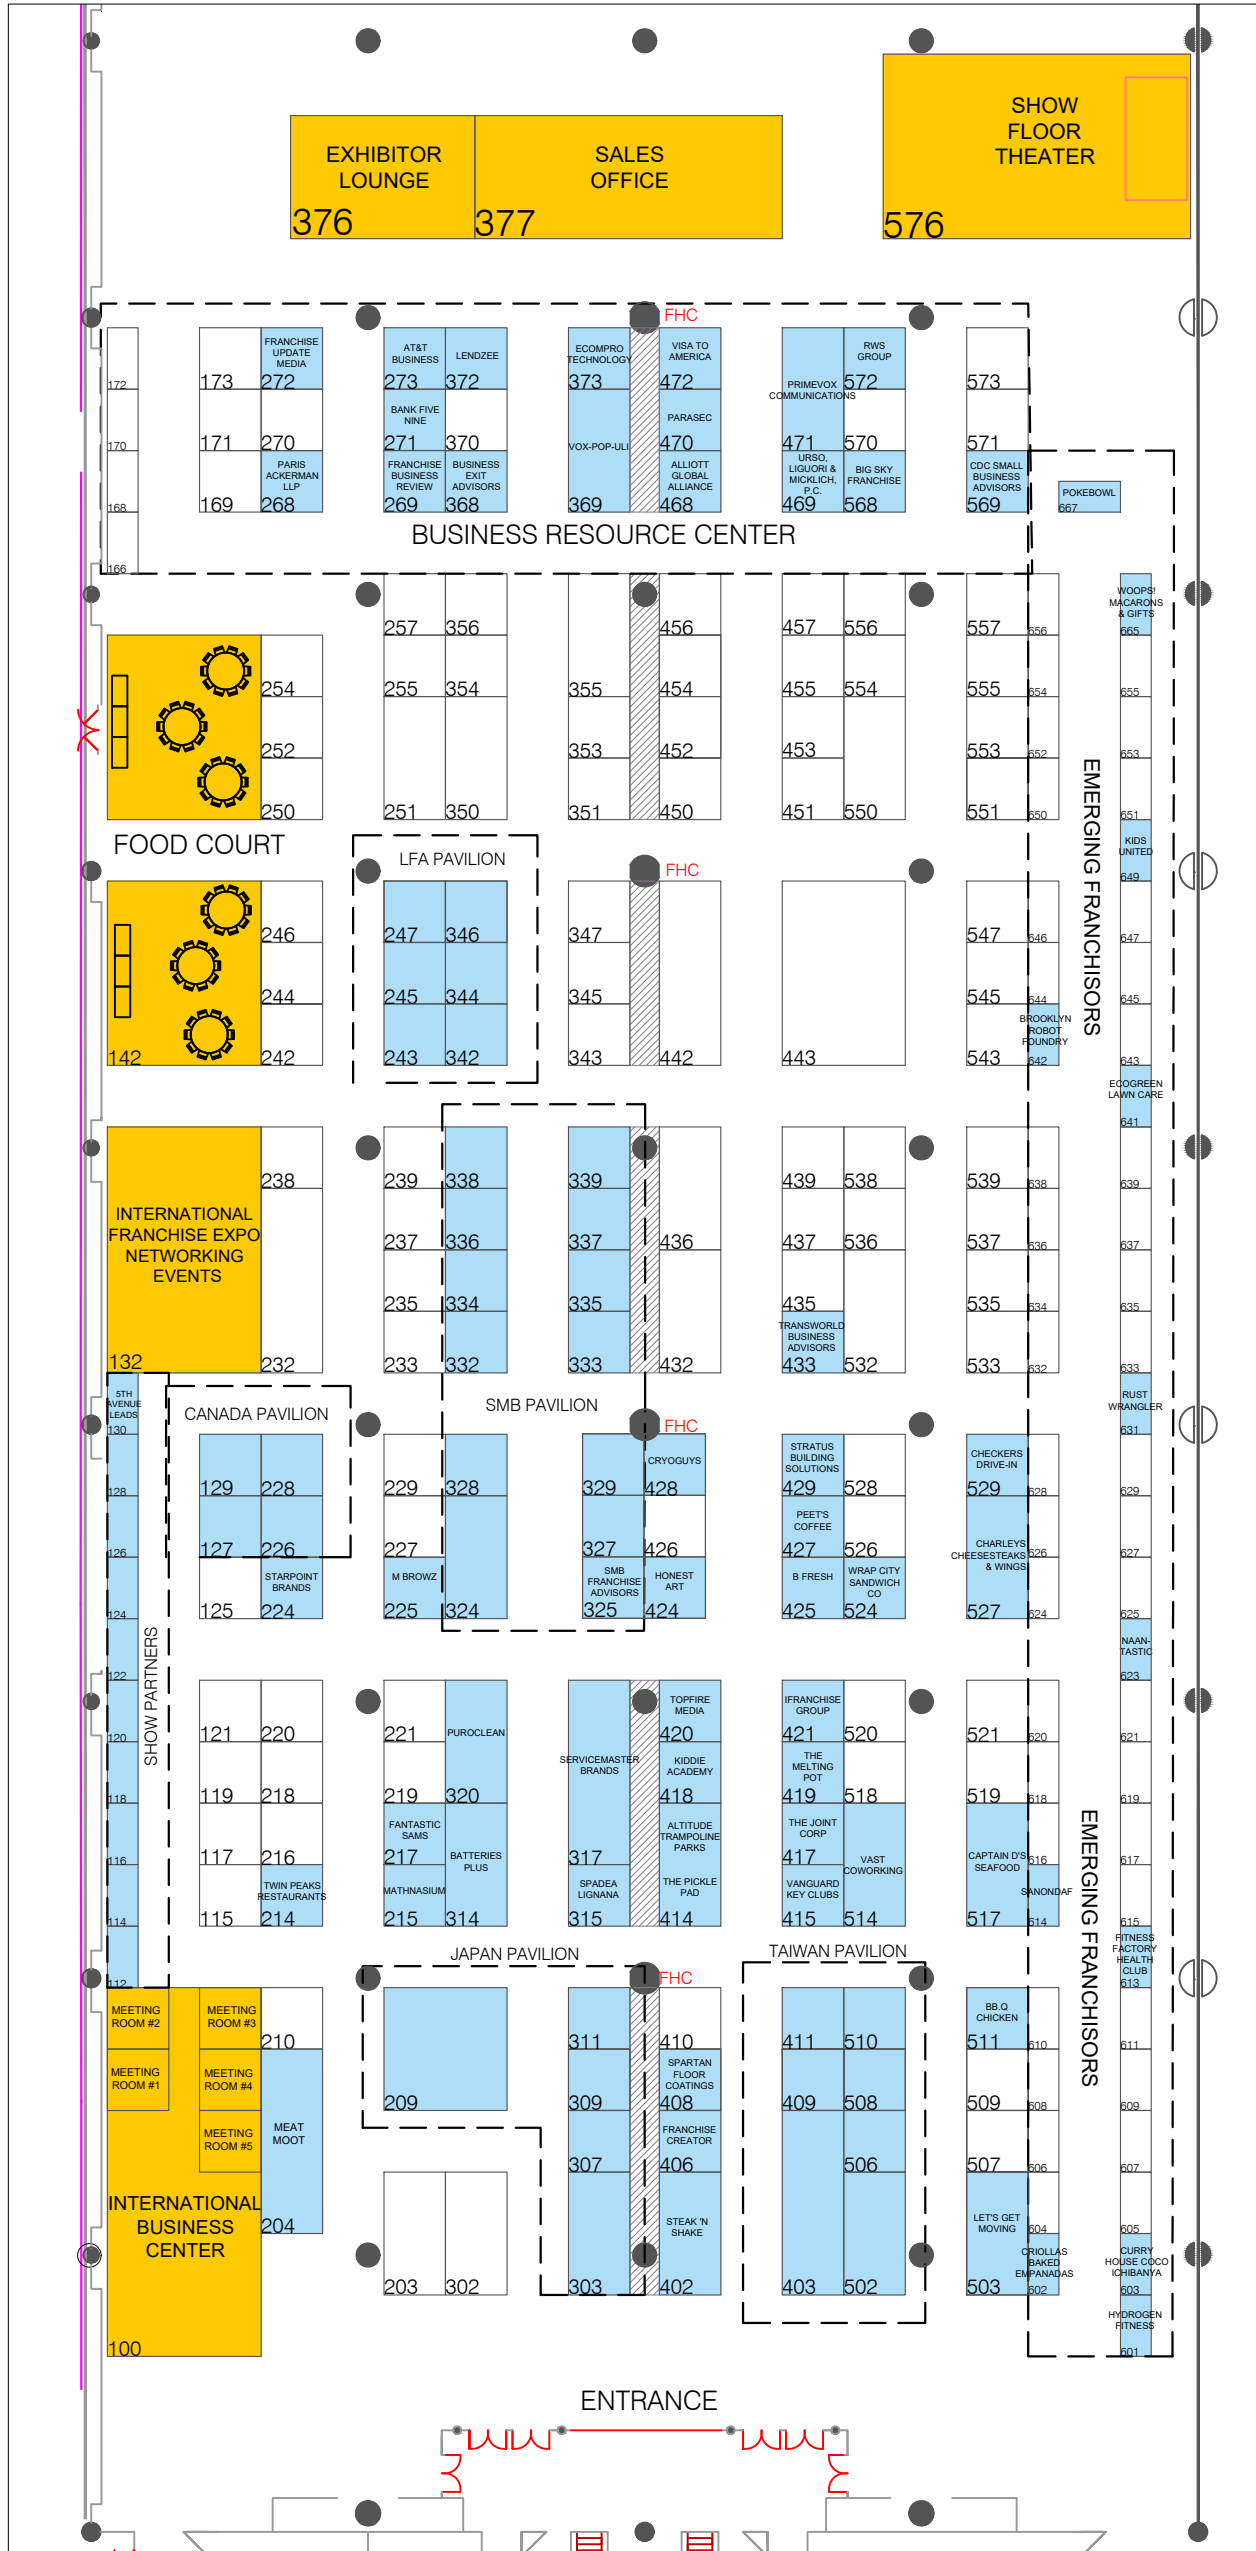 SHOW
FLOOR
THEATER
576
EXHIBITOR
LOUNGE
376
SALES
OFFICE
377
FHC
172
170
168
166
173
171
169
FRANCHISE
UPDATE
MEDIA
272
270
PARIS
ACKERMAN
LLP
268
AT&T
BUSINESS
273
LENDZEE
372
BANK FIVE
NINE
271
370
FRANCHISE
BUSINESS
REVIEW
269
BUSINESS
EXIT
ADVISORS
368
ECOMPRO
TECHNOLOGY
373
VOX-POP-ULI
369
VISA TO
AMERICA
472
PARASEC
470
ALLIOTT
GLOBAL
ALLIANCE
468
PRIMEVOX
COMMUNICATIONS
471
RWS
GROUP
572
570
URSO,
LIGUORI &
MICKLICH,
P.C.
469
BIG SKY
FRANCHISE
568
573
571
CDC SMALL
BUSINESS
ADVISORS
569
POKEBOWL
667
BUSINESS RESOURCE CENTER
254
252
250
257
356
255
354
251
350
355
353
351
456
454
452
450
457
556
455
554
453
451
550
557
555
553
551
656
654
652
650
WOOPS!
MACARONS
& GIFTS
665
655
653
651
FOOD COURT
LFA PAVILION
FHC
EMERGING FRANCHISORS
KIDS
UNITED
649
142
246
244
242
247
346
245
344
243
342
347
345
343
442
443
547
545
543
646
644
BROOKLYN
ROBOT
FOUNDRY
642
647
645
643
ECOGREEN
LAWN CARE
641
INTERNATIONAL
FRANCHISE EXPO
NETWORKING
EVENTS
132
238
232
239
338
237
336
235
334
233
332
339
337
335
333
436
432
439
538
437
536
435
TRANSWORLD
BUSINESS
ADVISORS
433
532
539
537
535
533
638
636
634
632
639
637
635
633
5TH
AVENUE
LEADS
130
128
126
124
122
120
118
116
114
112
SHOW PARTNERS
CANADA PAVILION
SMB PAVILION
FHC
129
228
127
226
125
STARPOINT
BRANDS
224
229
328
227
M BROWZ
225
324
329
CRYOGUYS
428
327
426
SMB
FRANCHISE
ADVISORS
325
HONEST
ART
424
STRATUS
BUILDING
SOLUTIONS
429
528
PEET'S
COFFEE
427
526
B FRESH
425
WRAP CITY
SANDWICH
CO
524
CHECKERS
DRIVE-IN
529
CHARLEYS
CHEESESTEAKS
& WINGS
527
628
626
624
RUST
WRANGLER
631
629
627
625
NAAN-
TASTIC
623
121
220
119
218
117
216
115
TWIN PEAKS
RESTAURANTS
214
221
PUROCLEAN
219
320
FANTASTIC
SAMS
217
BATTERIES
PLUS
MATHNASIUM
215
314
SERVICEMASTER
BRANDS
317
SPADEA
LIGNANA
315
TOPFIRE
MEDIA
420
KIDDIE
ACADEMY
418
ALTITUDE
TRAMPOLINE
PARKS
THE PICKLE
PAD
414
IFRANCHISE
GROUP
421
520
THE
MELTING
POT
419
518
THE JOINT
CORP
417
VAST
COWORKING
VANGUARD
KEY CLUBS
415
514
521
519
CAPTAIN D'S
SEAFOOD
517
620
618
616
SANONDAF
614
621
619
617
615
EMERGING FRANCHISORS
FITNESS
FACTORY
HEALTH
CLUB
613
JAPAN PAVILION
TAIWAN PAVILION
FHC
MEETING
ROOM #2
MEETING
ROOM #3
MEETING
ROOM #1
MEETING
ROOM #4
MEETING
ROOM #5
INTERNATIONAL
BUSINESS
CENTER
100
210
MEAT
MOOT
204
209
203
302
311
309
307
303
410
SPARTAN
FLOOR
COATINGS
408
FRANCHISE
CREATOR
406
STEAK 'N
SHAKE
402
411
510
409
508
506
403
502
BB.Q
CHICKEN
511
509
507
LET'S GET
MOVING
503
610
608
606
604
CRIOLLAS
BAKED
EMPANADAS
602
611
609
607
605
CURRY
HOUSE COCO
ICHIBANYA
603
HYDROGEN
FITNESS
601
ENTRANCE